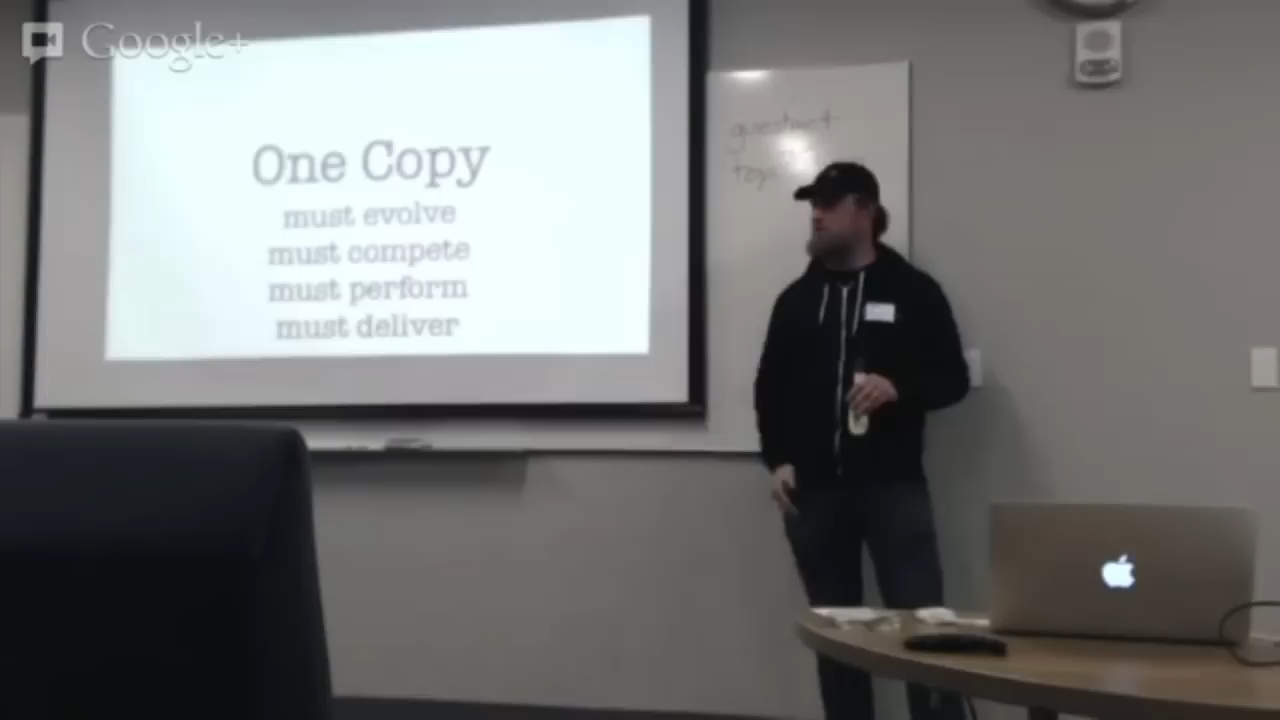 Google+
One Copy
must evolve
must compete
must perform
must deliver